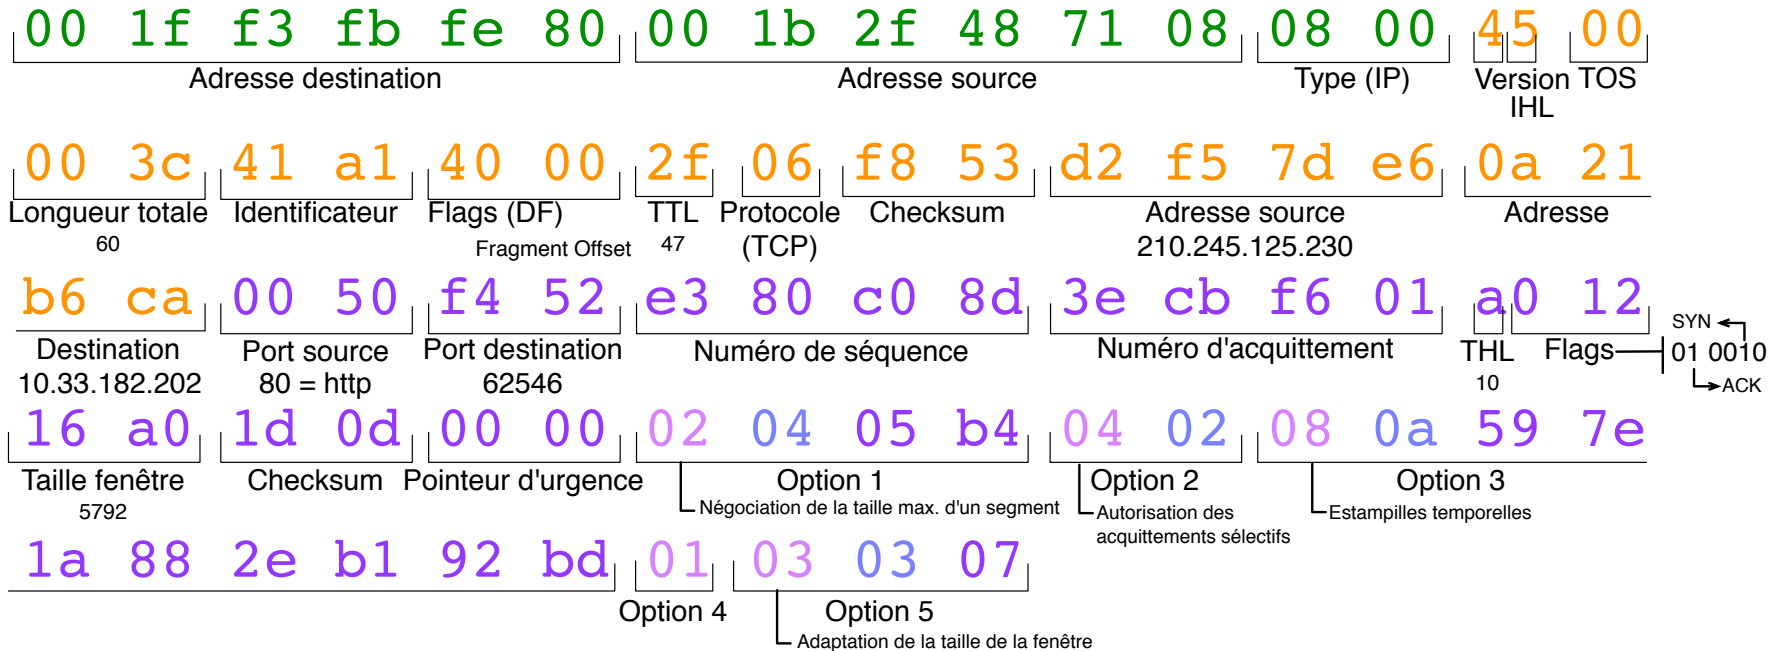 00 1f f3 fb fe 80 00 1b 2f 48 71 08 08 00 45 00
Adresse destination Adresse source Type (IP) Version TOS
IHL
00 3c 41 a1 40 00 2f 06 f8 53 d2 f5 7d e6 0a 21
Longueur totale Identificateur Flags (DF) TTL Protocole Checksum Adresse source Adresse
60 Fragment Offset 47 (TCP) 210.245.125.230
b6 ca 00 50 f4 52 e3 80 c0 8d 3e cb f6 01 a0 12
SYN
Destination Port source Port destination Numéro de séquence Numéro d'acquittement THL Flags 01 0010
10.33.182.202 80 = http 62546 10 ACK
16 a0 1d 0d 00 00 02 04 05 b4 04 02 08 0a 59 7e
Taille fenêtre Checksum Pointeur d'urgence Option 1 Option 2 Option 3
5792 Négociation de la taille max. d'un segment Autorisation des Estampilles temporelles
acquittements sélectifs
1a 88 2e b1 92 bd 01 03 03 07
Option 4 Option 5
Adaptation de la taille de la fenêtre